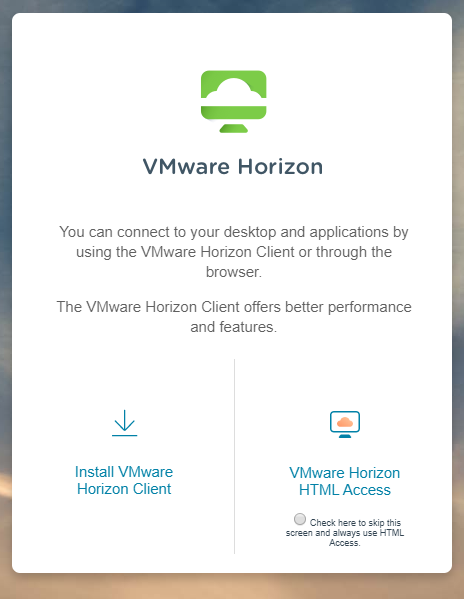 VMware Horizon
You can connect to your desktop and applications by
using the VMware Horizon Client or through the
browser.
The VMware Horizon Client offers better performance
and features.
Install VMware
Horizon Client
VMware Horizon
HTML Access
Check here to skip this
screen and always use HTML
Access.